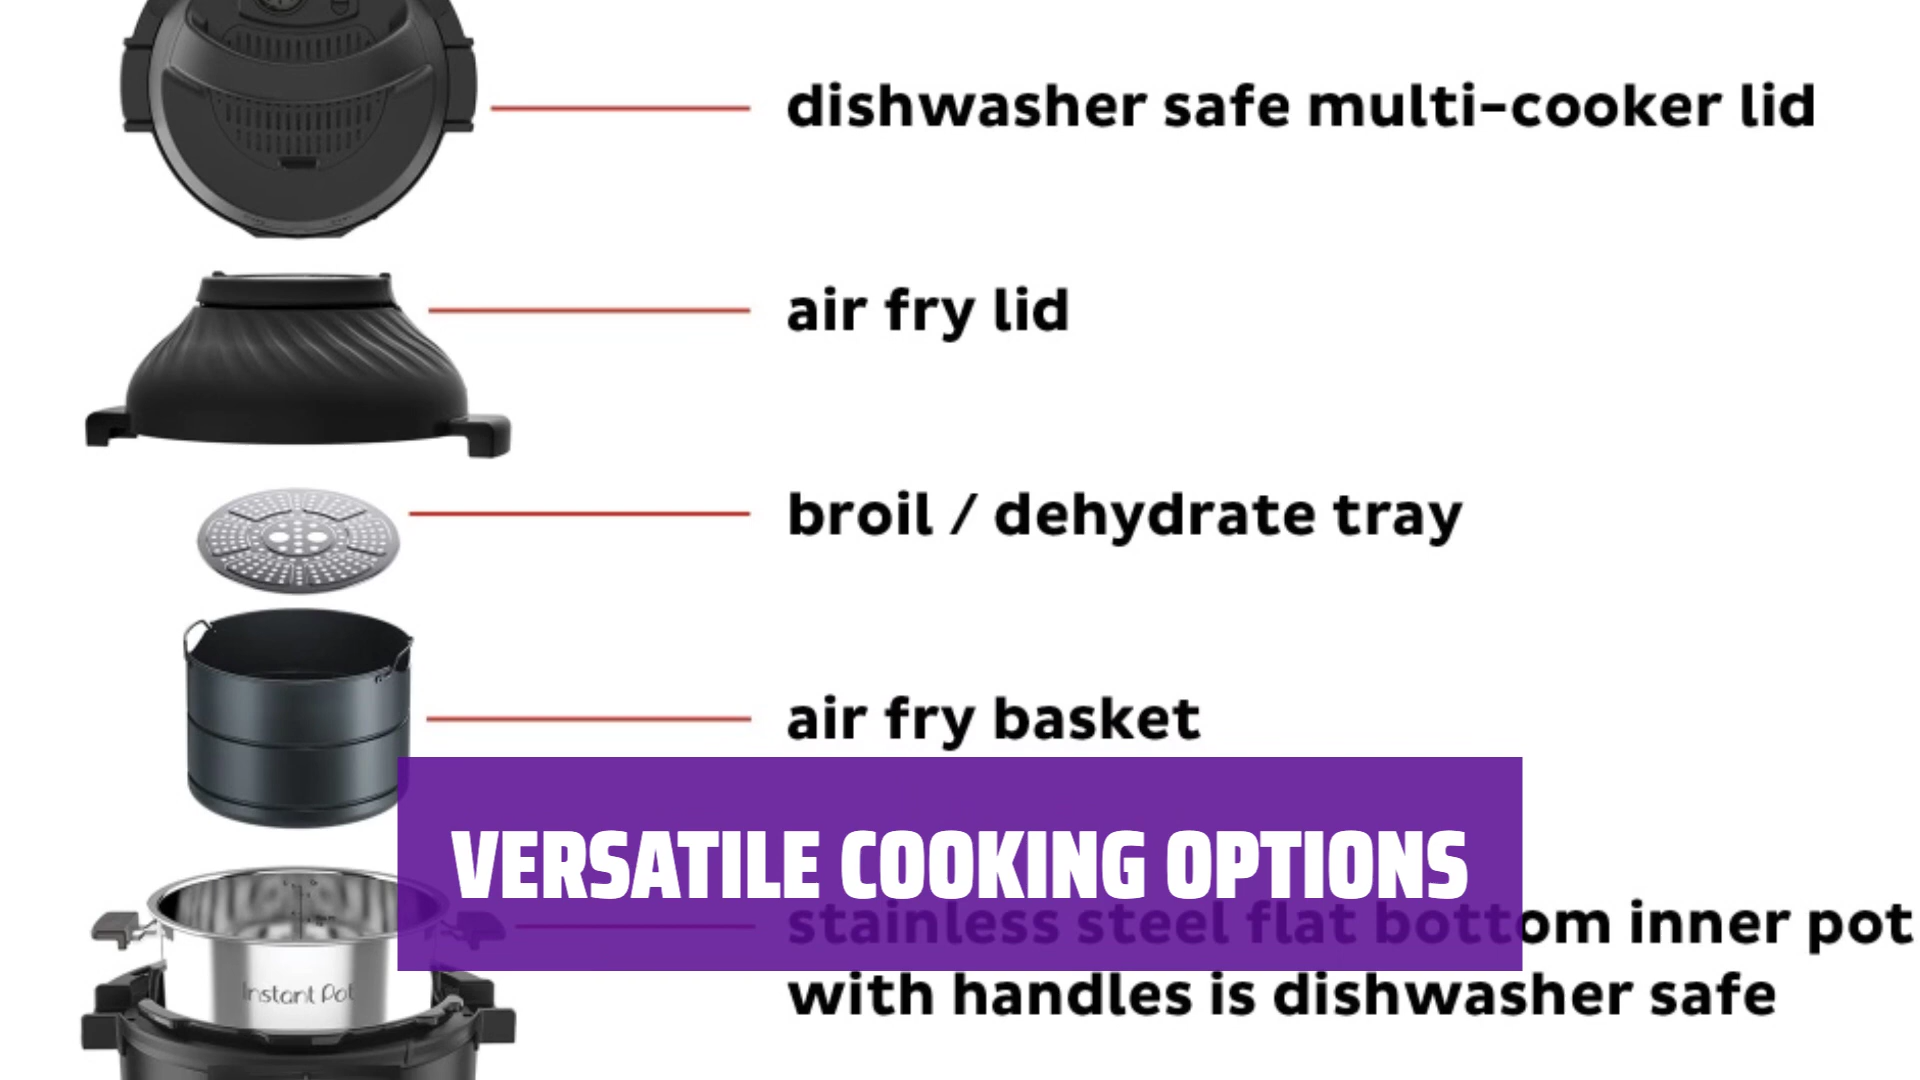 dishwasher safe multi-cooker lid
air fry lid
broil / dehydrate tray
air fry basket
VERSATILE COOKING OPTIONS
stainless steel flat bottom inner pot
Instant Pot
with handles is dishwasher safe